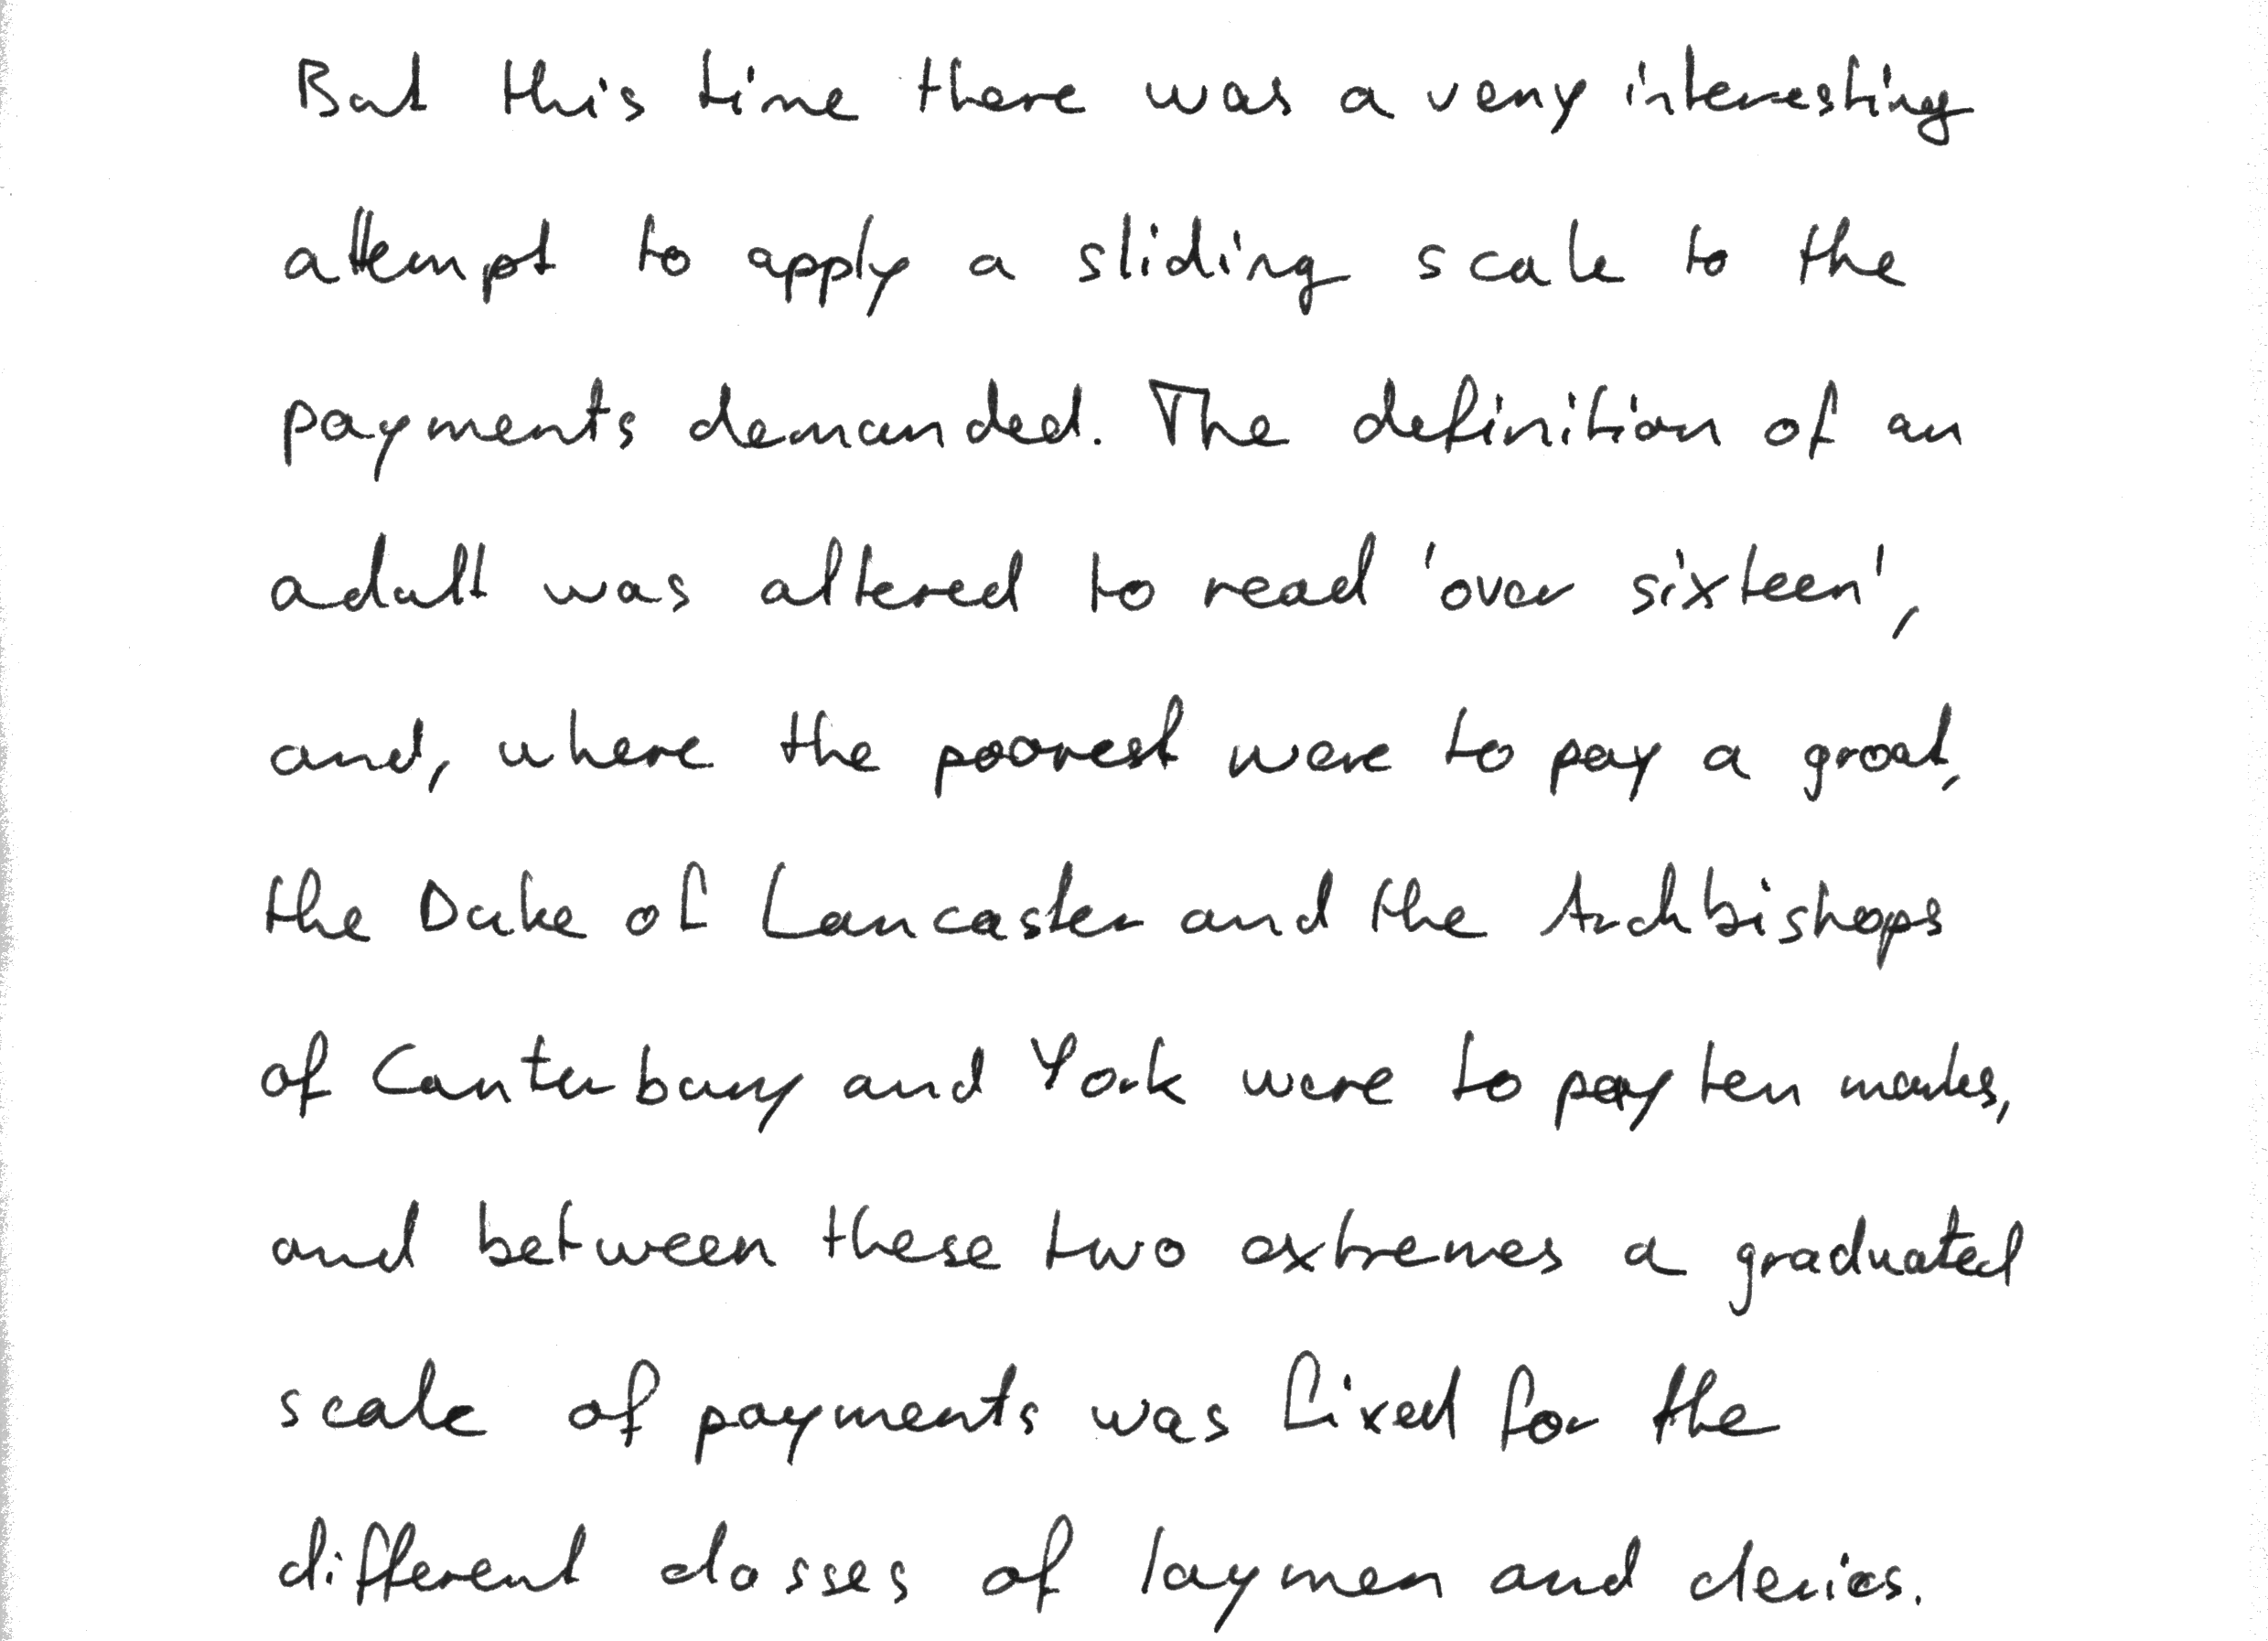 But this time there was a very interesting
attempt to apply a sliding scale to the
payments demanded. The definition of an
adult was altered to read 'over sixteen',
and, where the poorest were to pay a groat,
the Duke of Lancaster and the Archbishops
of Canterbury and York were to pay ten marks,
and between these two extremes a graduated
scale of payments was fixed for the
different classes of laymen and clerics.